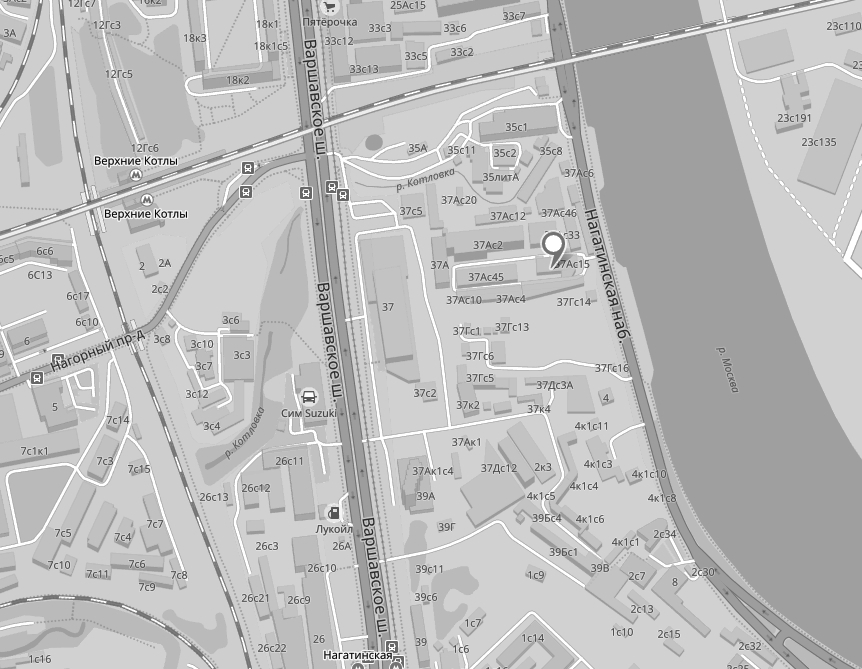 25Ас15
18к1
12Гс7
10к2
Пятёрочка
33с7
3А
12Гс3
33с3
33с6
23с110
18к3
33с12
18к1с5
33с2
33с5
12Гс5
33с13
18к2
Варшавское ш.
23с191
35с1
23с135
12Гс6
35А
35с11
35с2
35с8
Верхние Котлы
37Ас6
р. Котловка
35литА
37Ас20
Верхние Котлы
37с5
37Ас12
37Ас46
37Ас2
6с6
6с5
2
2А
37А
37Ас15
6С13
37Ас45
Нагатинская наб.
2с2
6с17
37Ас10
37Ас4
37Гс14
37
Варшавское ш.
6с10
3с6
37Гс1
37Гс13
6
3с8
3с10
Нагорный пр-д
3с3
37Гс6
р. Москва
3с7
37Гс16
37Гс5
37Дс3А
3с12
37с2
4
5
37к2
37к4
Сим Suzuki
7с14
3с4
р. Котловка
4к1с11
37Ак1
7с1к1
7с3
26с11
37Ак1с4
37Дс12
2к3
4к1с3
7с15
4к1с10
26с12
26с13
4к1с4
39А
4к1с5
4к1с8
Лукойл
39Г
39Бс4
4к1с6
7с7
7с5
7с4
2с34
26с3
26А
4к1с1
39Бс1
Варшавское ш.
7с10
7с6
26с10
39с11
39В
7с11
7с8
1с9
2с7
8
2с30
7с9
26с21
26с9
39с6
2с13
1с7
26
1с14
1с10
2с15
39
26с22
1с6
2с32
Нагатинская
1с16